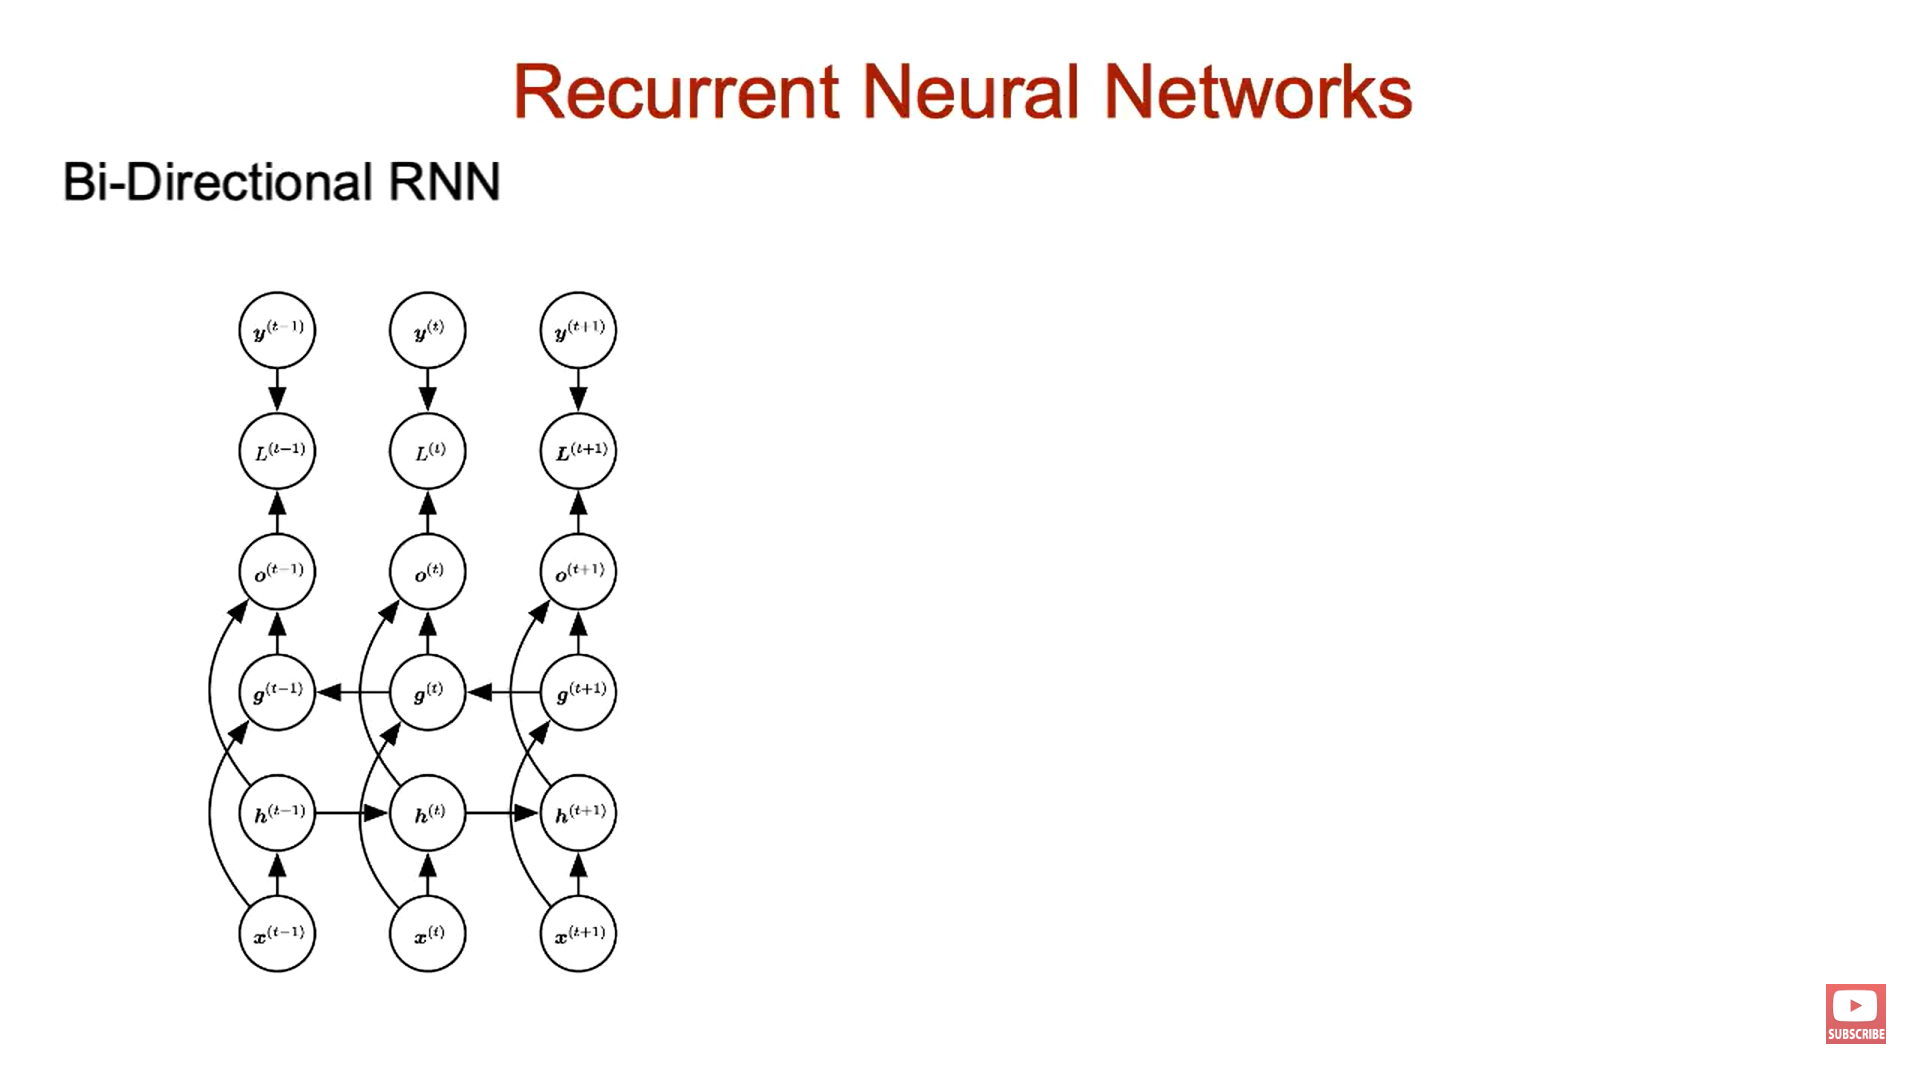 Recurrent Neural Networks
Bi-Directional RNN
y^(t−1) y^(t) y^(t+1)
L^(t−1) L^(t) L^(t+1)
o^(t−1) o^(t) o^(t+1)
g^(t−1) g^(t) g^(t+1)
h^(t−1) h^(t) h^(t+1)
x^(t−1) x^(t) x^(t+1)
SUBSCRIBE